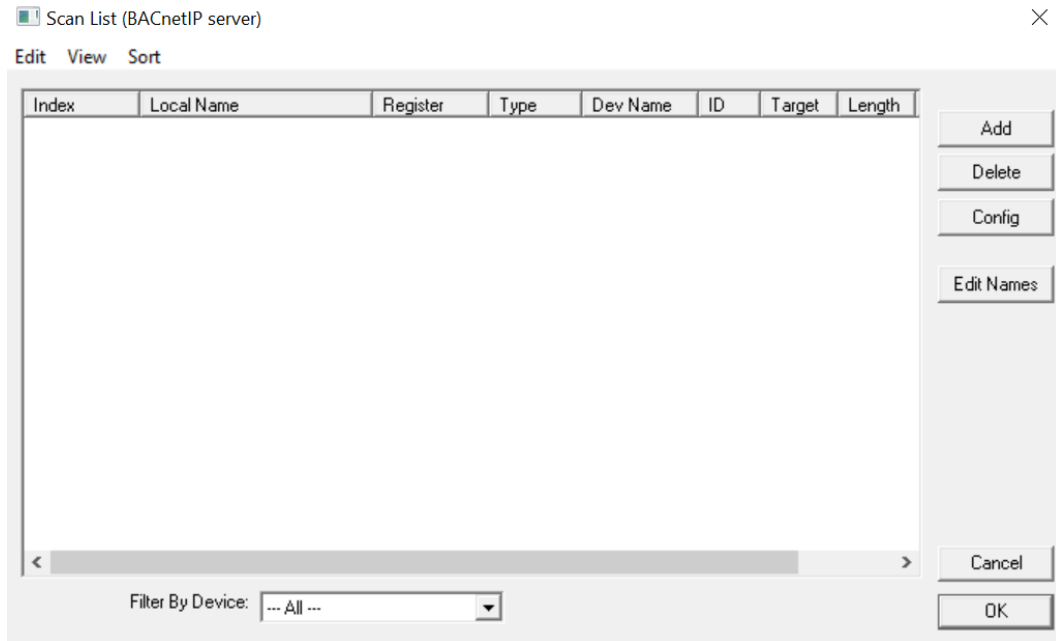 Scan List (BACnetIP server)
Edit View Sort
Index Local Name Register Type Dev Name ID Target Length
Add
Delete
Config
Edit Names
Cancel
Filter By Device: --- All ---
OK